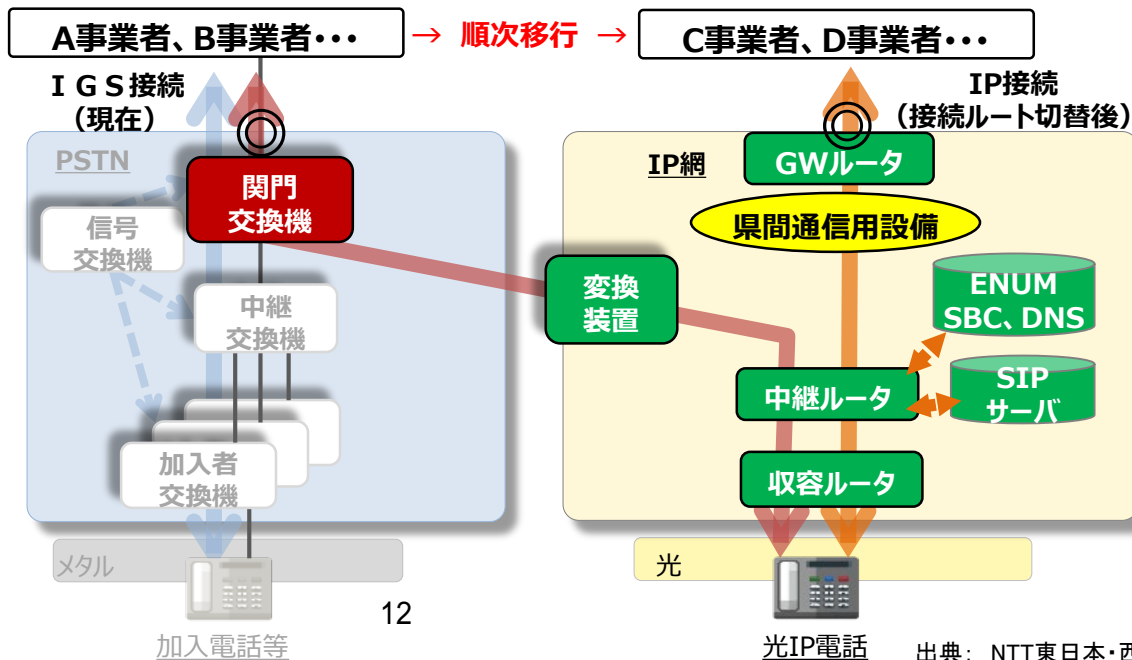 A事業者、B事業者・・・
→ 順次移行 →
C事業者、D事業者・・・
ＩＧＳ接続
（現在）
IP接続
（接続ルート切替後）
PSTN
関門
交換機
信号
交換機
中継
交換機
加入者
交換機
IP網
GWルータ
県間通信用設備
変換
装置
ENUM
SBC、DNS
中継ルータ
SIP
サーバ
収容ルータ
メタル
光
12
加入電話等
光IP電話
出典： NTT東日本・西